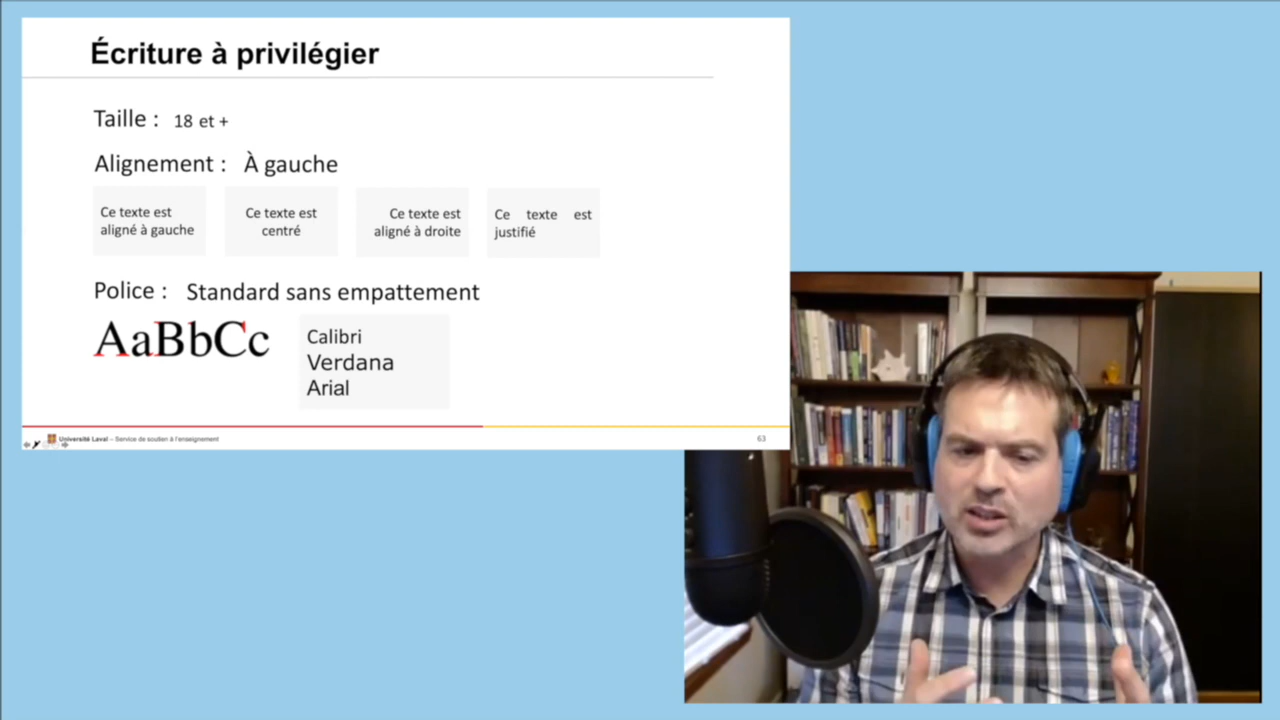 Écriture à privilégier
Taille : 18 et +
Alignement : À gauche
Ce texte est
aligné à gauche
Ce texte est
centré
Ce texte est
aligné à droite
Ce texte est
justifié
Police : Standard sans empattement
AaBbCc
Calibri
Verdana
Arial
Université Laval – Service de soutien à l'enseignement
63